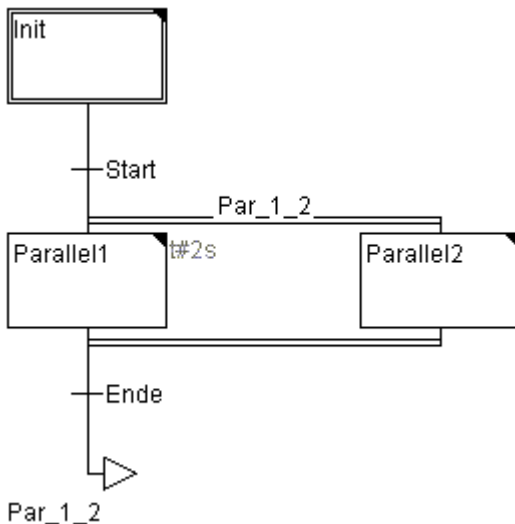 Init
Start
Par_1_2
Parallel1
t#2s
Parallel2
Ende
Par_1_2